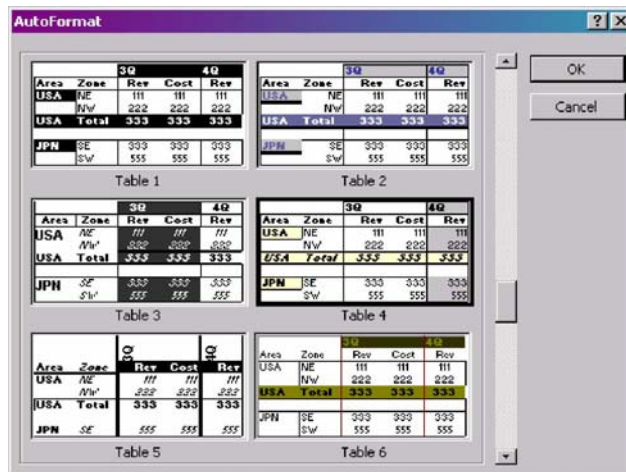 AutoFormat
OK
Cancel
3Q 4Q
Area Zone Rev Cost Rev
USA NE 111 111 111
NW 222 222 222
USA Total 333 333 333
JPN SE 333 333 333
SW 555 555 555
Table 1
3Q 4Q
Area Zone Rev Cost Rev
USA NE 111 111 111
NW 222 222 222
USA Total 333 333 333
JPN SE 333 333 333
SW 555 555 555
Table 2
3Q 4Q
Area Zone Rev Cost Rev
USA NE 111 111 111
NW 222 222 222
USA Total 333 333 333
JPN SE 333 333 333
SW 555 555 555
Table 3
3Q 4Q
Area Zone Rev Cost Rev
USA NE 111 111 111
NW 222 222 222
USA Total 333 333 333
JPN SE 333 333 333
SW 555 555 555
Table 4
3Q 4Q
Area Zone Rev Cost Rev
USA NE 111 111 111
NW 222 222 222
USA Total 333 333 333
JPN SE 555 555 555
Table 5
3Q 4Q
Area Zone Rev Cost Rev
USA NE 111 111 111
NW 222 222 222
USA Total 333 333 333
JPN SE 333 333 333
SW 555 555 555
Table 6